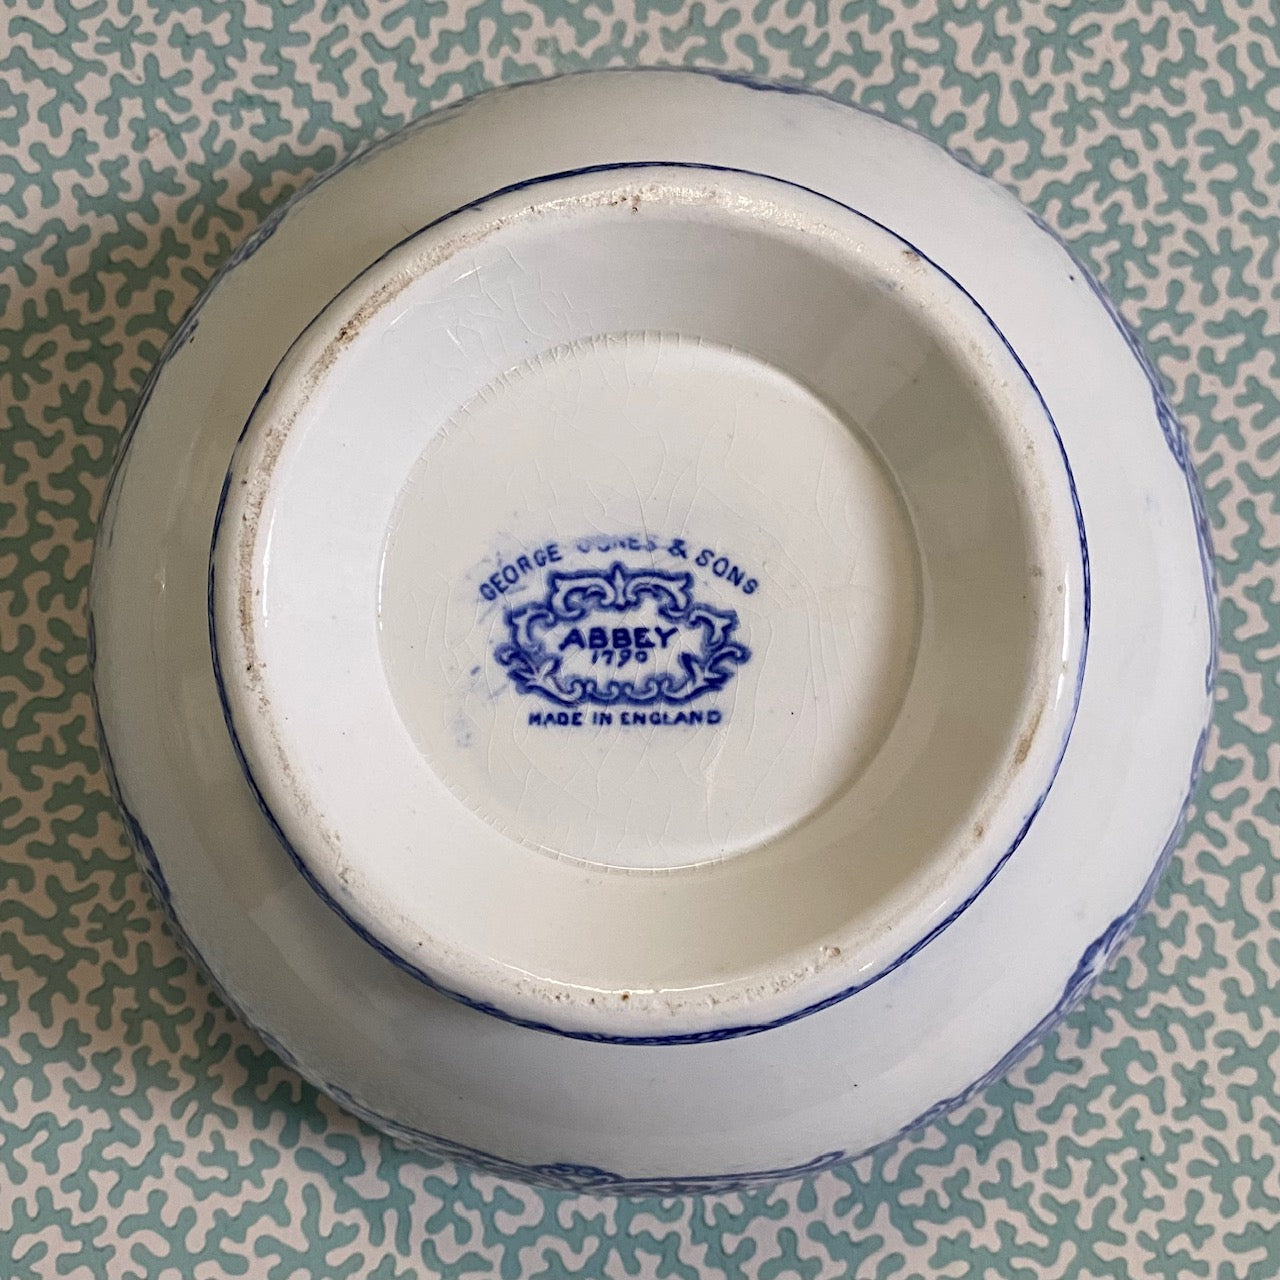 GEORGE JONES & SONS
ABBEY
1790
MADE IN ENGLAND